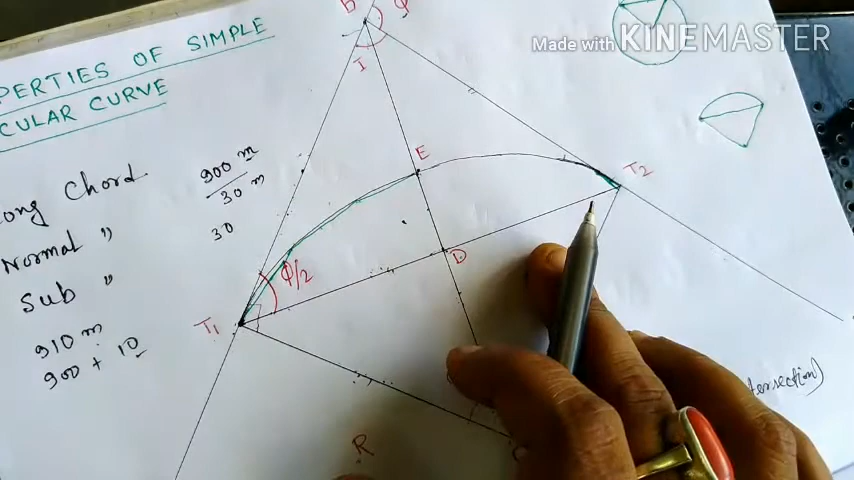 PERTIES OF SIMPLE
CULAR CURVE
ong Chord 900 m
30 m
Normal " 30
Sub "
910 m
900 + 10
B
φ
I
E
T2
D
φ/2
T1
R
tersection)
Made with KINEMASTER